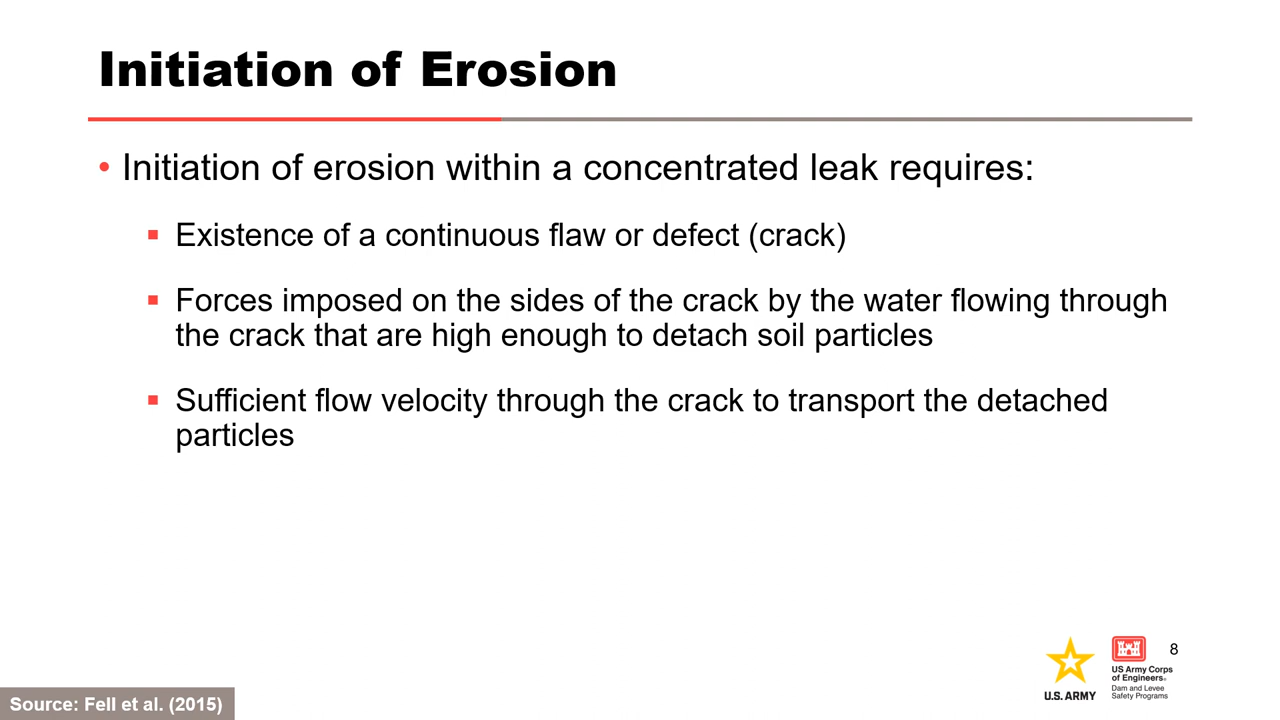 Initiation of Erosion
• Initiation of erosion within a concentrated leak requires:
▪ Existence of a continuous flaw or defect (crack)
▪ Forces imposed on the sides of the crack by the water flowing through
the crack that are high enough to detach soil particles
▪ Sufficient flow velocity through the crack to transport the detached
particles
8
U.S. ARMY
US Army Corps
of Engineers®
Dam and Levee
Safety Programs
Source: Fell et al. (2015)